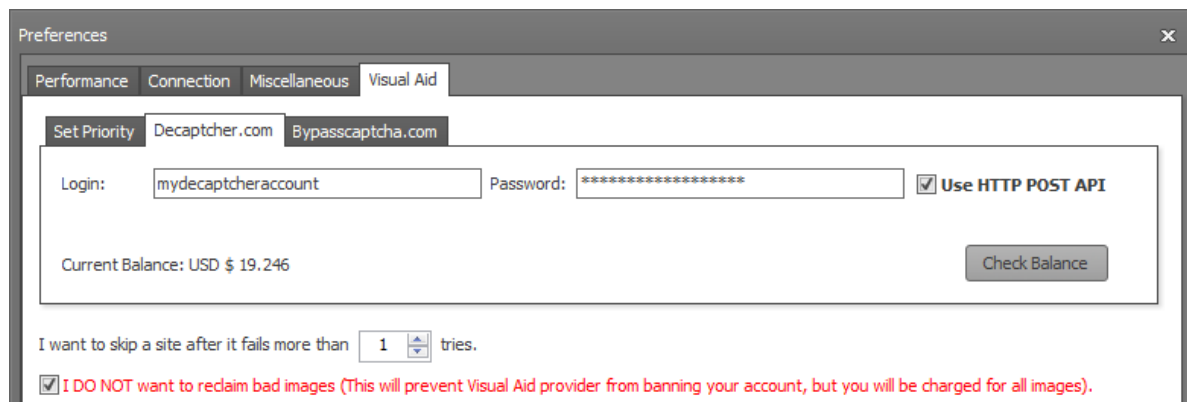 Preferences
Performance Connection Miscellaneous Visual Aid
Set Priority Decaptcher.com Bypasscaptcha.com
Login: mydecaptcheraccount Password: ****************** Use HTTP POST API
Current Balance: USD $ 19.246 Check Balance
I want to skip a site after it fails more than 1 tries.
I DO NOT want to reclaim bad images (This will prevent Visual Aid provider from banning your account, but you will be charged for all images).